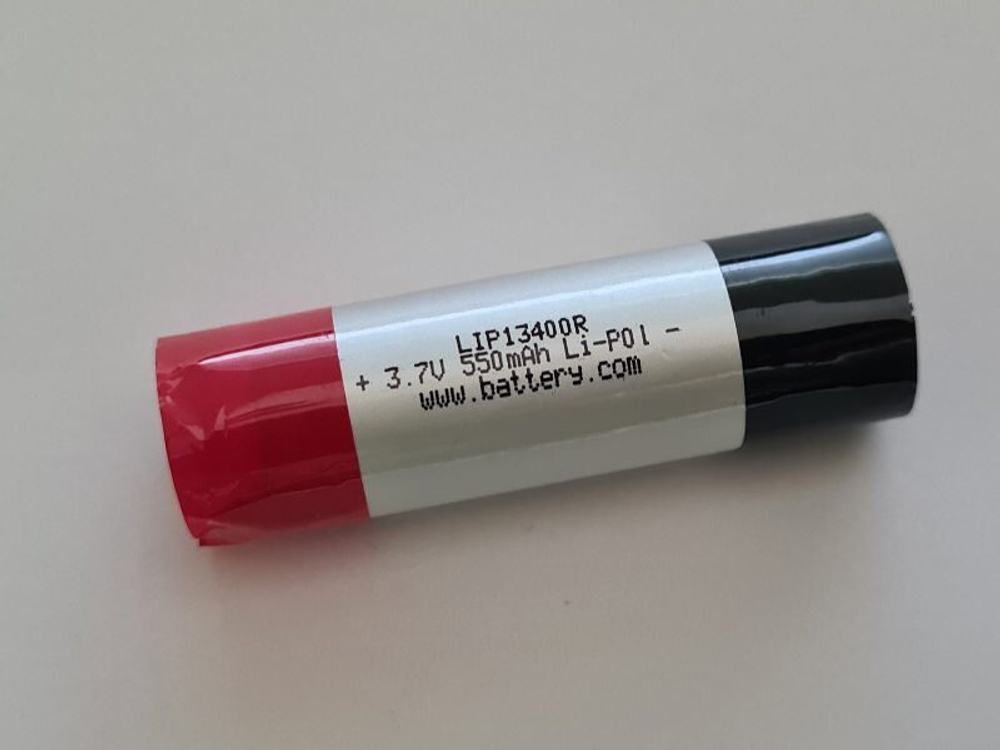 LIP13400R
+ 3.7V 550mAh Li-POl -
www.battery.com